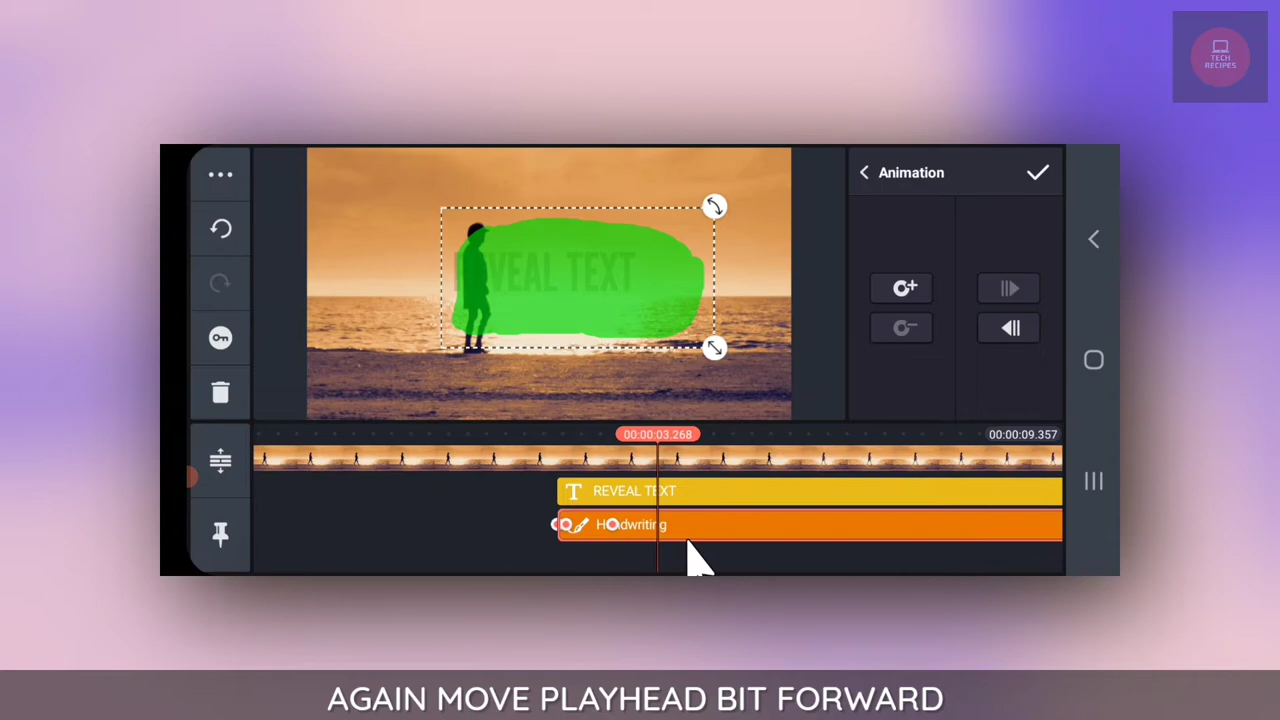 TECH
RECIPES
Animation
REVEAL TEXT
00:00:03.268
00:00:09.357
REVEAL TEXT
Handwriting
AGAIN MOVE PLAYHEAD BIT FORWARD